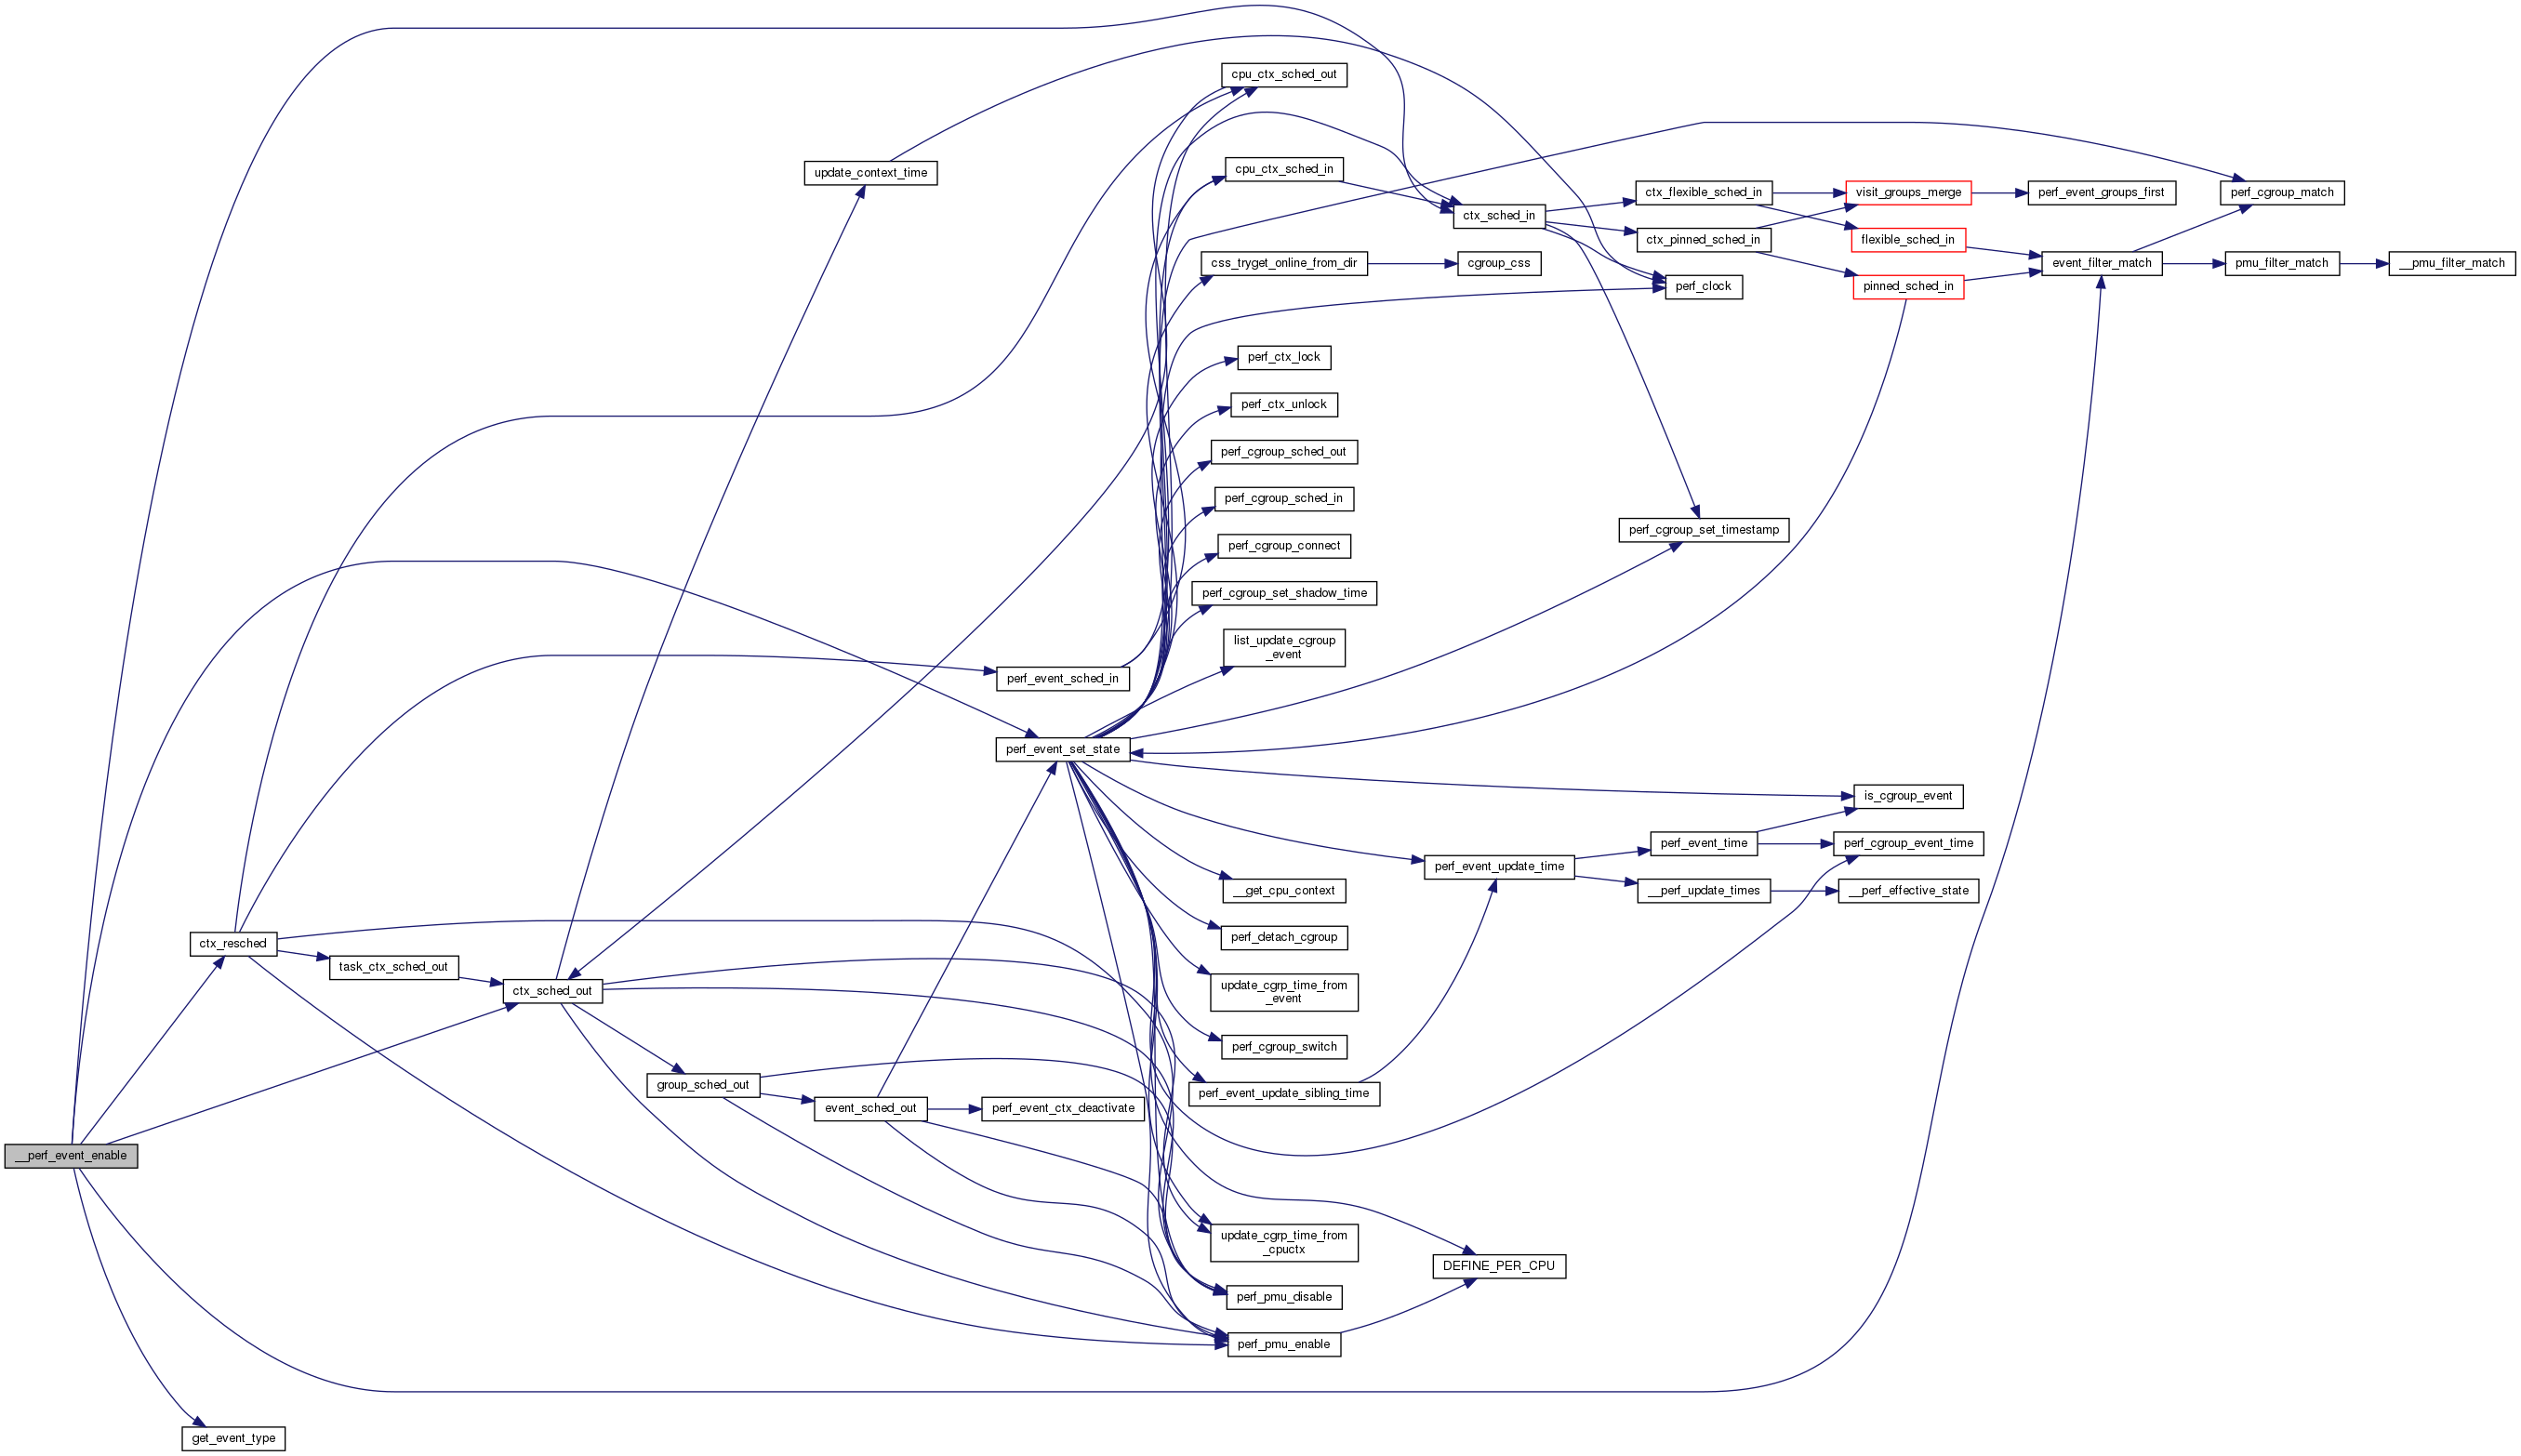 cpu_ctx_sched_out
update_context_time
cpu_ctx_sched_in
ctx_sched_in
ctx_flexible_sched_in
visit_groups_merge
perf_event_groups_first
perf_cgroup_match
ctx_pinned_sched_in
flexible_sched_in
css_tryget_online_from_dir
cgroup_css
event_filter_match
pmu_filter_match
__pmu_filter_match
perf_clock
pinned_sched_in
perf_ctx_lock
perf_ctx_unlock
perf_cgroup_sched_out
perf_cgroup_sched_in
perf_cgroup_set_timestamp
perf_cgroup_connect
perf_cgroup_set_shadow_time
list_update_cgroup
_event
perf_event_sched_in
perf_event_set_state
is_cgroup_event
perf_event_time
perf_cgroup_event_time
perf_event_update_time
__get_cpu_context
__perf_update_times
__perf_effective_state
ctx_resched
perf_detach_cgroup
task_ctx_sched_out
ctx_sched_out
update_cgrp_time_from
_event
perf_cgroup_switch
group_sched_out
perf_event_update_sibling_time
event_sched_out
perf_event_ctx_deactivate
__perf_event_enable
update_cgrp_time_from
_cpuctx
DEFINE_PER_CPU
perf_pmu_disable
perf_pmu_enable
get_event_type